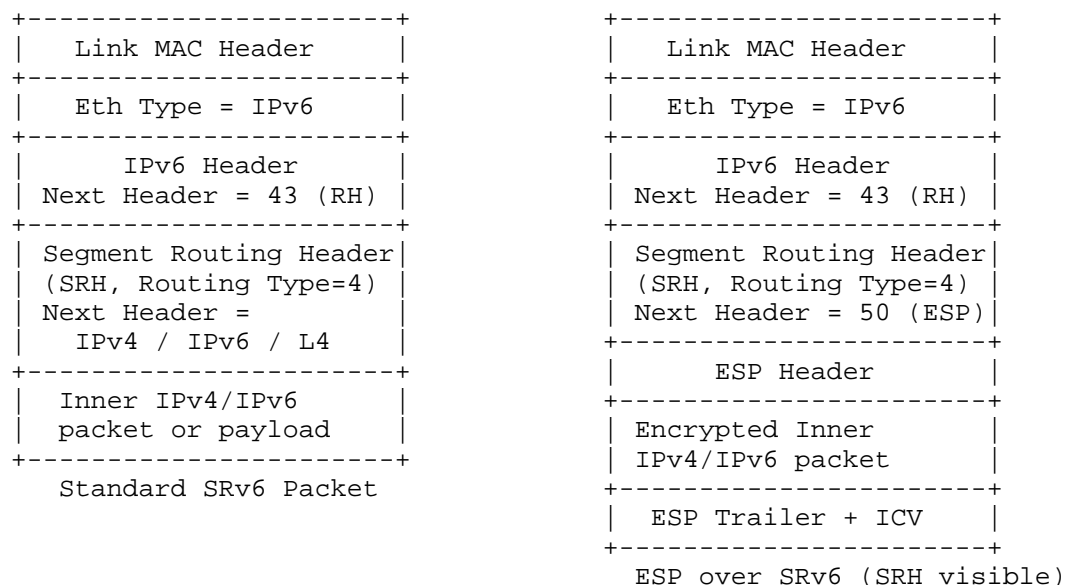 +-----------------------+ +-----------------------+
| Link MAC Header | | Link MAC Header |
+-----------------------+ +-----------------------+
| Eth Type = IPv6 | | Eth Type = IPv6 |
+-----------------------+ +-----------------------+
| IPv6 Header | | IPv6 Header |
| Next Header = 43 (RH) | | Next Header = 43 (RH) |
+-----------------------+ +-----------------------+
| Segment Routing Header| | Segment Routing Header|
| (SRH, Routing Type=4) | | (SRH, Routing Type=4) |
| Next Header = | | Next Header = 50 (ESP)|
| IPv4 / IPv6 / L4 | +-----------------------+
+-----------------------+ | ESP Header |
| Inner IPv4/IPv6 | +-----------------------+
| packet or payload | | Encrypted Inner |
+-----------------------+ | IPv4/IPv6 packet |
Standard SRv6 Packet +-----------------------+
| ESP Trailer + ICV |
+-----------------------+
ESP over SRv6 (SRH visible)